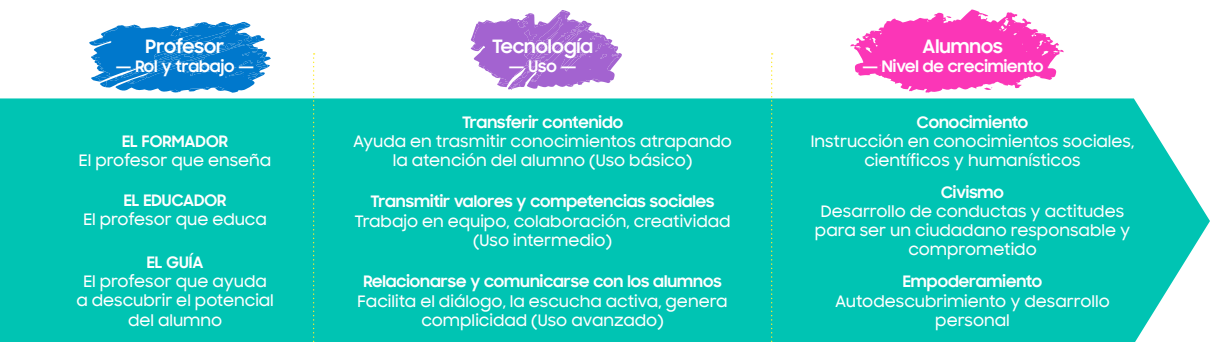 Profesor
— Rol y trabajo —
Tecnología
— Uso —
Alumnos
— Nivel de crecimiento
EL FORMADOR
El profesor que enseña
EL EDUCADOR
El profesor que educa
EL GUÍA
El profesor que ayuda
a descubrir el potencial
del alumno
Transferir contenido
Ayuda en trasmitir conocimientos atrapando
la atención del alumno (Uso básico)
Transmitir valores y competencias sociales
Trabajo en equipo, colaboración, creatividad
(Uso intermedio)
Relacionarse y comunicarse con los alumnos
Facilita el diálogo, la escucha activa, genera
complicidad (Uso avanzado)
Conocimiento
Instrucción en conocimientos sociales,
científicos y humanísticos
Civismo
Desarrollo de conductas y actitudes
para ser un ciudadano responsable y
comprometido
Empoderamiento
Autodescubrimiento y desarrollo
personal